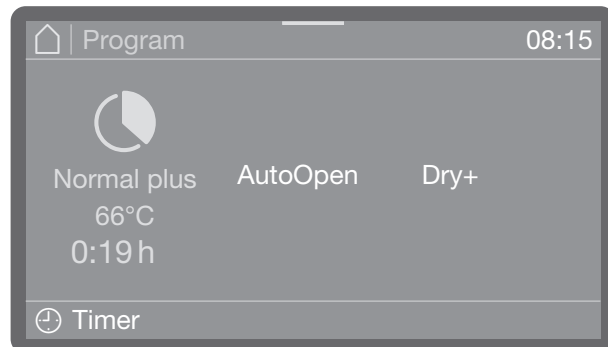 Program 08:15
Normal plus AutoOpen Dry+
66°C
0:19 h
Timer